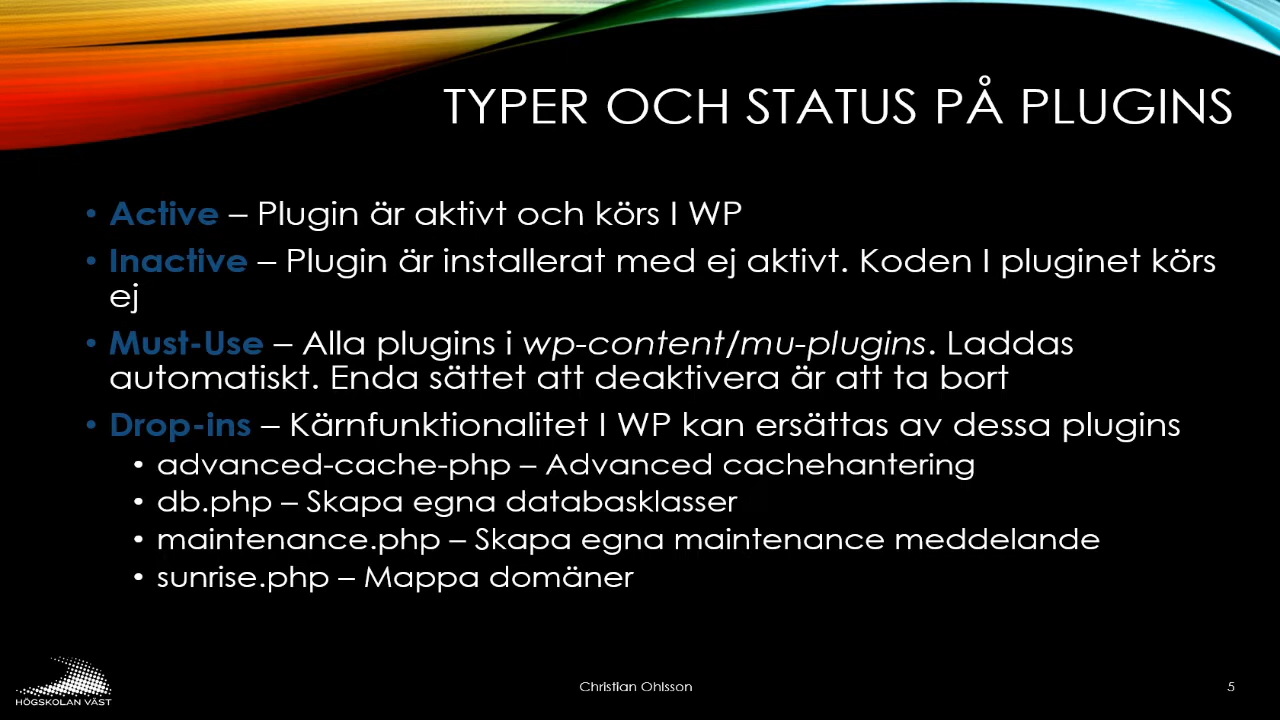 TYPER OCH STATUS PÅ PLUGINS
• Active – Plugin är aktivt och körs I WP
• Inactive – Plugin är installerat med ej aktivt. Koden I pluginet körs
ej
• Must-Use – Alla plugins i wp-content/mu-plugins. Laddas
automatiskt. Enda sättet att deaktivera är att ta bort
• Drop-ins – Kärnfunktionalitet I WP kan ersättas av dessa plugins
• advanced-cache-php – Advanced cachehantering
• db.php – Skapa egna databasklasser
• maintenance.php – Skapa egna maintenance meddelande
• sunrise.php – Mappa domäner
HÖGSKOLAN VÄST
Christian Ohlsson
5